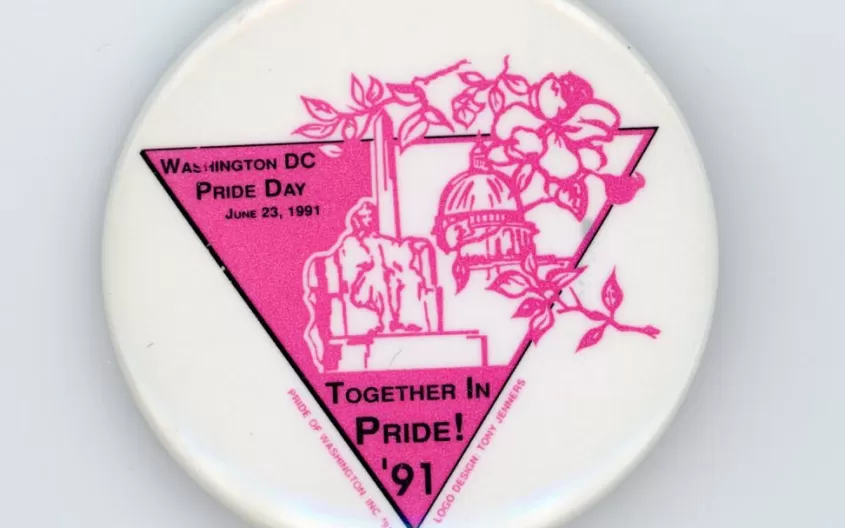 Washington DC
Pride Day
June 23, 1991
Together In
Pride!
'91
PRIDE OF WASHINGTON INC
LOGO DESIGN: TONY JENNERS